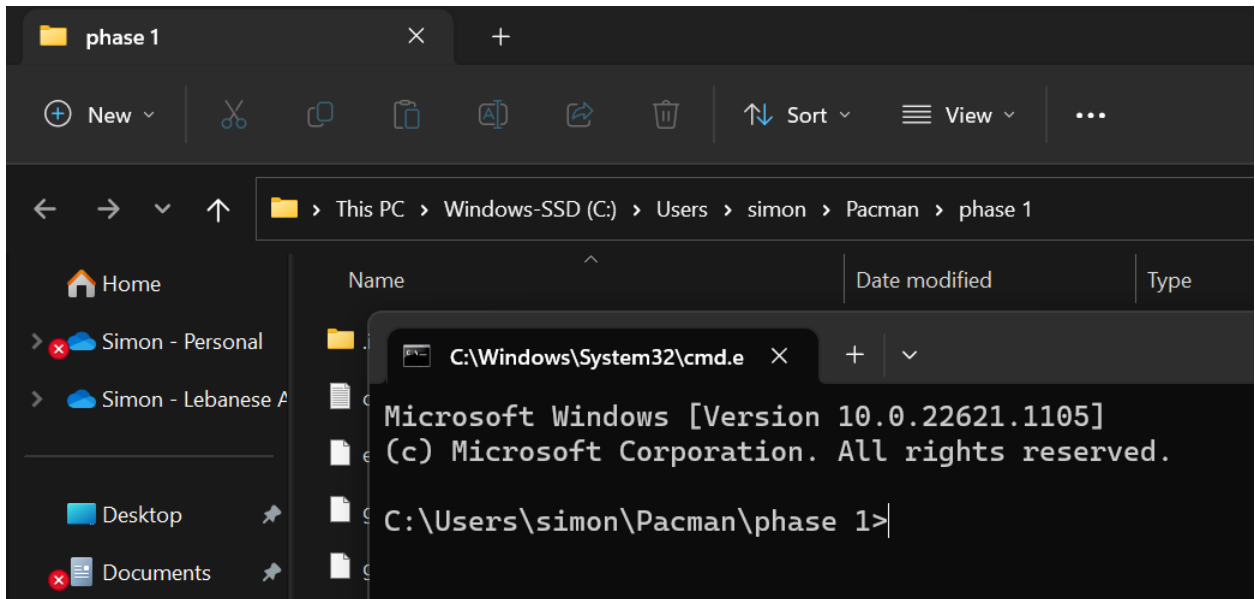 phase 1
New
Sort
View
This PC > Windows-SSD (C:) > Users > simon > Pacman > phase 1
Home
Name
Date modified
Type
Simon - Personal
Simon - Lebanese A
Desktop
Documents
C:\Windows\System32\cmd.e
Microsoft Windows [Version 10.0.22621.1105]
(c) Microsoft Corporation. All rights reserved.
C:\Users\simon\Pacman\phase 1>